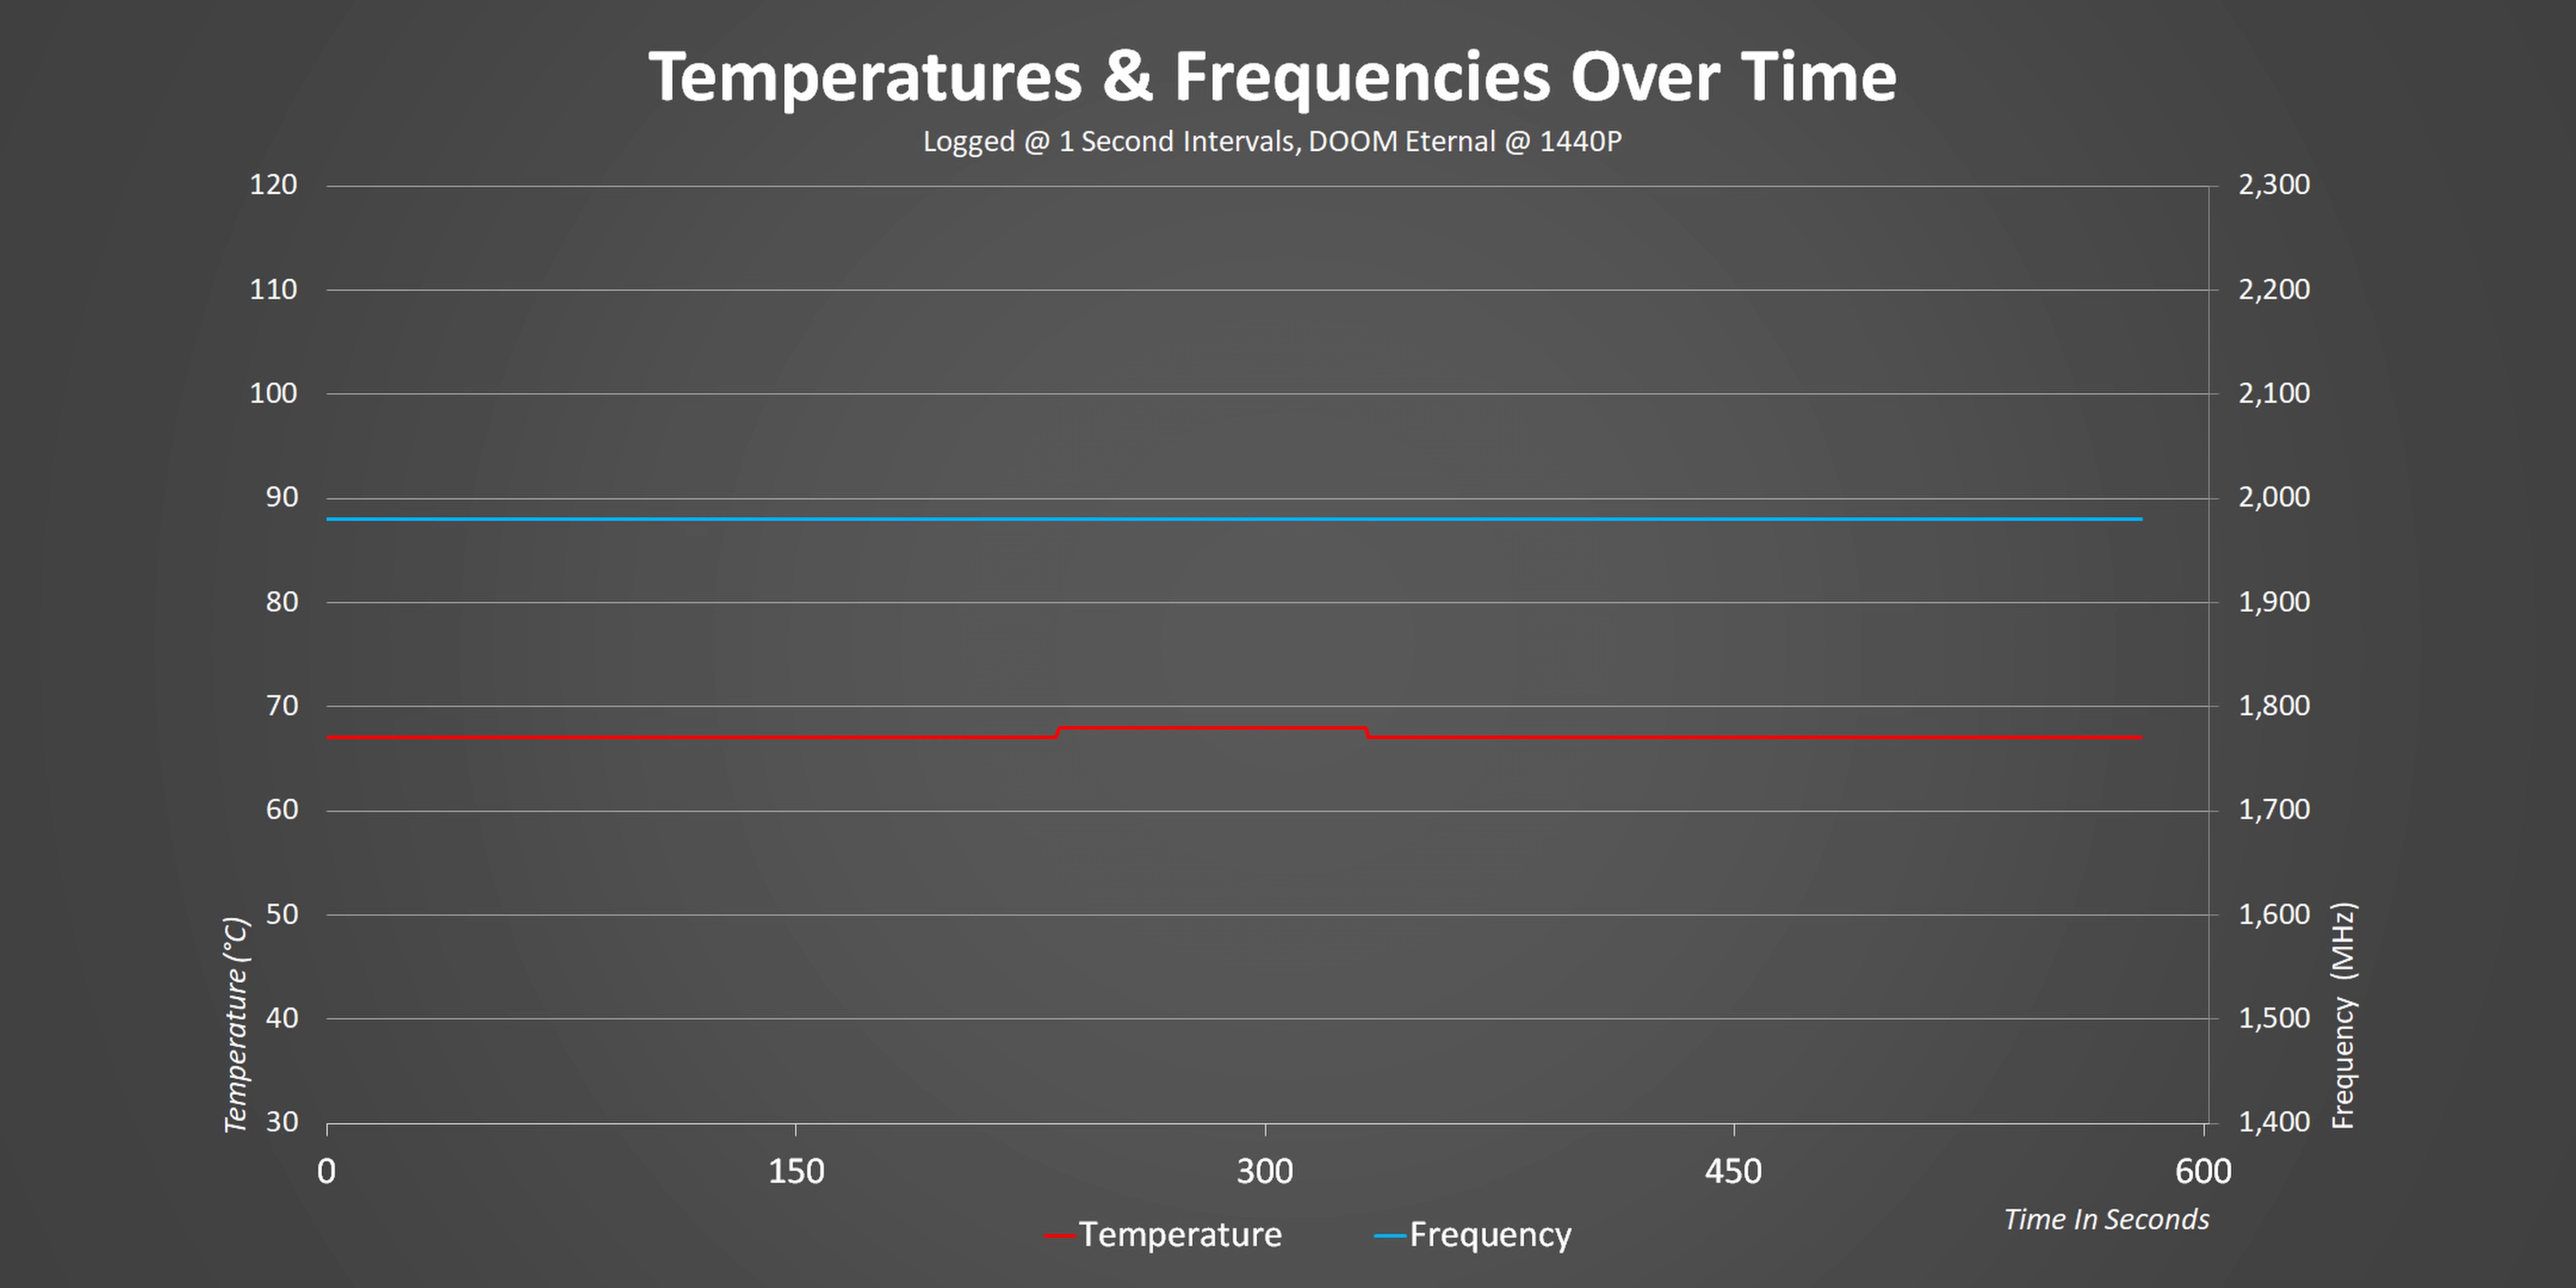 Temperatures & Frequencies Over Time
Logged @ 1 Second Intervals, DOOM Eternal @ 1440P
120
110
100
90
80
70
60
50
40
30
Temperature (°C)
2,300
2,200
2,100
2,000
1,900
1,800
1,700
1,600
1,500
1,400
Frequency (MHz)
0 150 300 450 600
Time In Seconds
Temperature Frequency